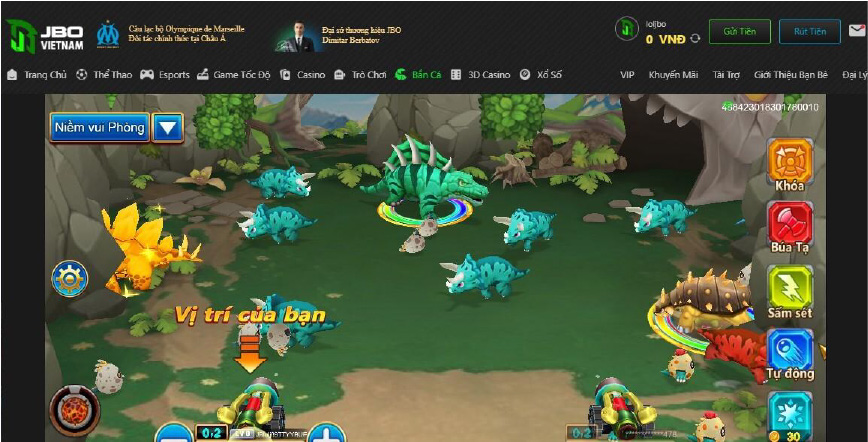 JBO
VIETNAM
Câu lạc bộ Olympique de Marseille
Đối tác chính thức tại Châu Á
Đại sứ thương hiệu JBO
Dimitar Berbatov
loljbo
0 VNĐ
Gửi Tiền
Rút Tiền
Trang Chủ
Thể Thao
Esports
Game Tốc Độ
Casino
Trò Chơi
Bắn Cá
3D Casino
Xổ Số
VIP
Khuyến Mãi
Tài Trợ
Giới Thiệu Bạn Bè
Đại Lý
Niềm vui Phòng
Khóa
Búa Tạ
Sấm sét
Tự động
30
Vị trí của bạn
0,2
0,2